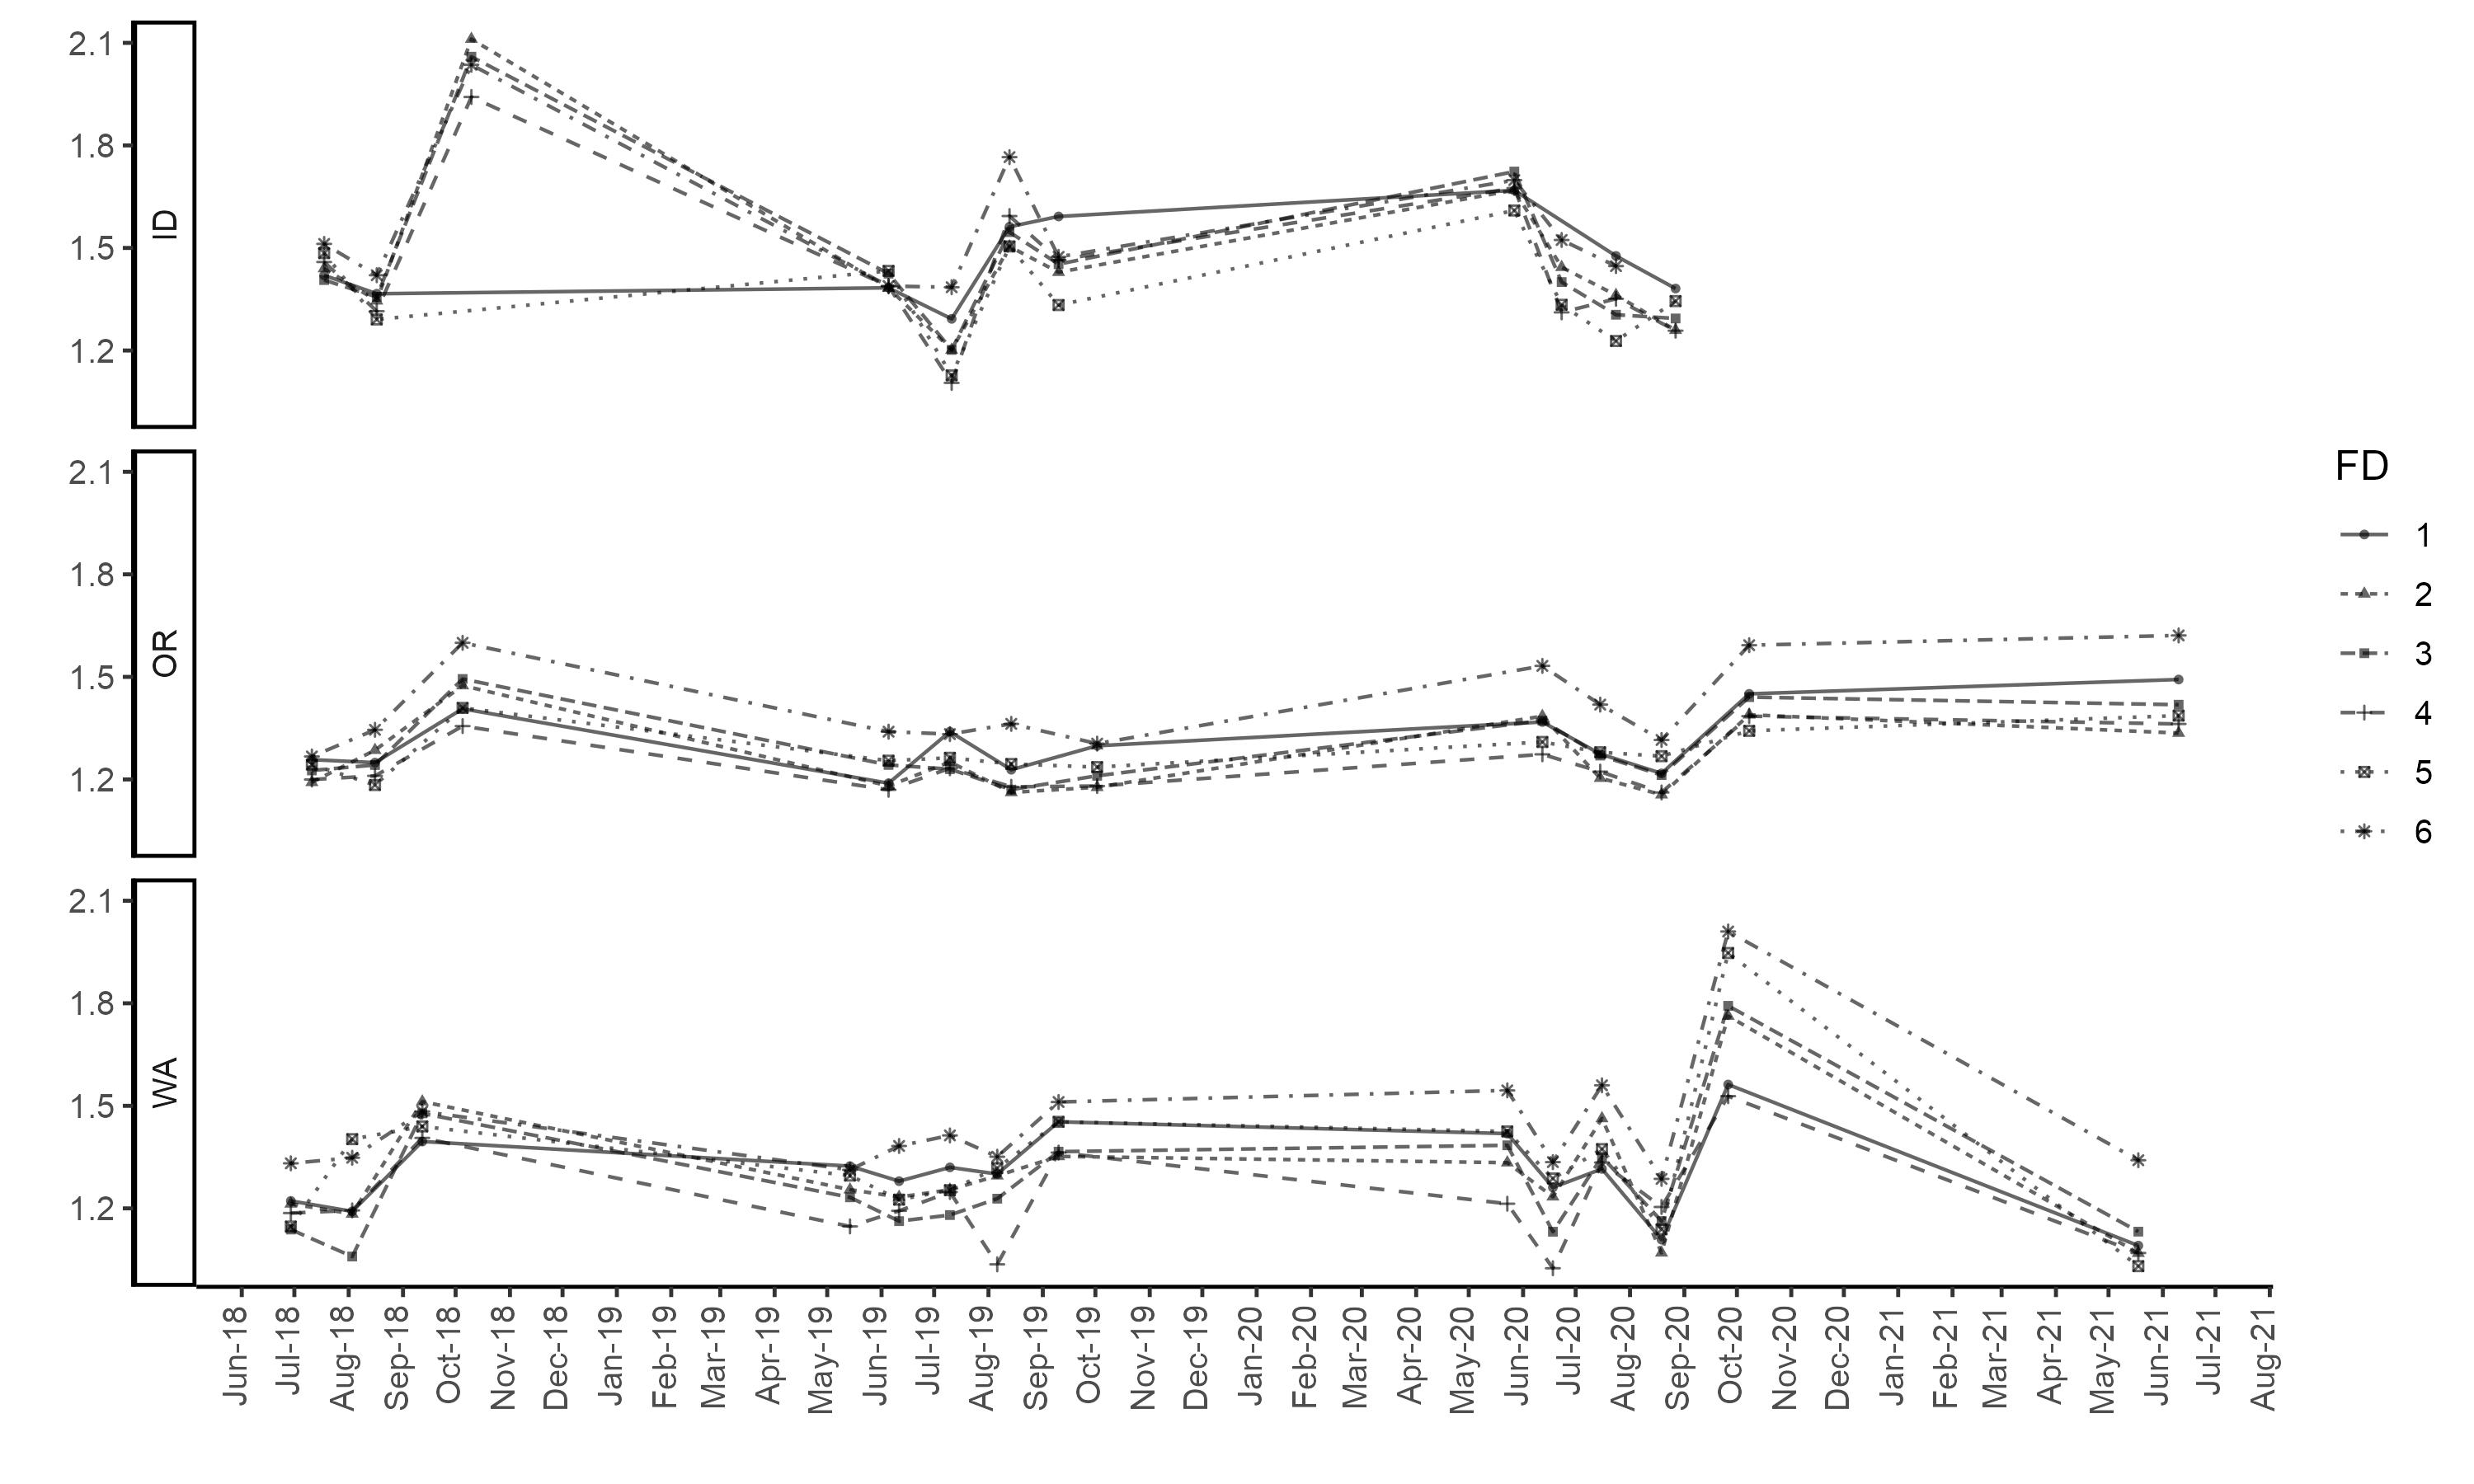 2.1
1.8
1.5
1.2
ID
2.1
1.8
1.5
1.2
OR
2.1
1.8
1.5
1.2
WA
Jun-18
Jul-18
Aug-18
Sep-18
Oct-18
Nov-18
Dec-18
Jan-19
Feb-19
Mar-19
Apr-19
May-19
Jun-19
Jul-19
Aug-19
Sep-19
Oct-19
Nov-19
Dec-19
Jan-20
Feb-20
Mar-20
Apr-20
May-20
Jun-20
Jul-20
Aug-20
Sep-20
Oct-20
Nov-20
Dec-20
Jan-21
Feb-21
Mar-21
Apr-21
May-21
Jun-21
Jul-21
Aug-21
FD
1
2
3
4
5
6